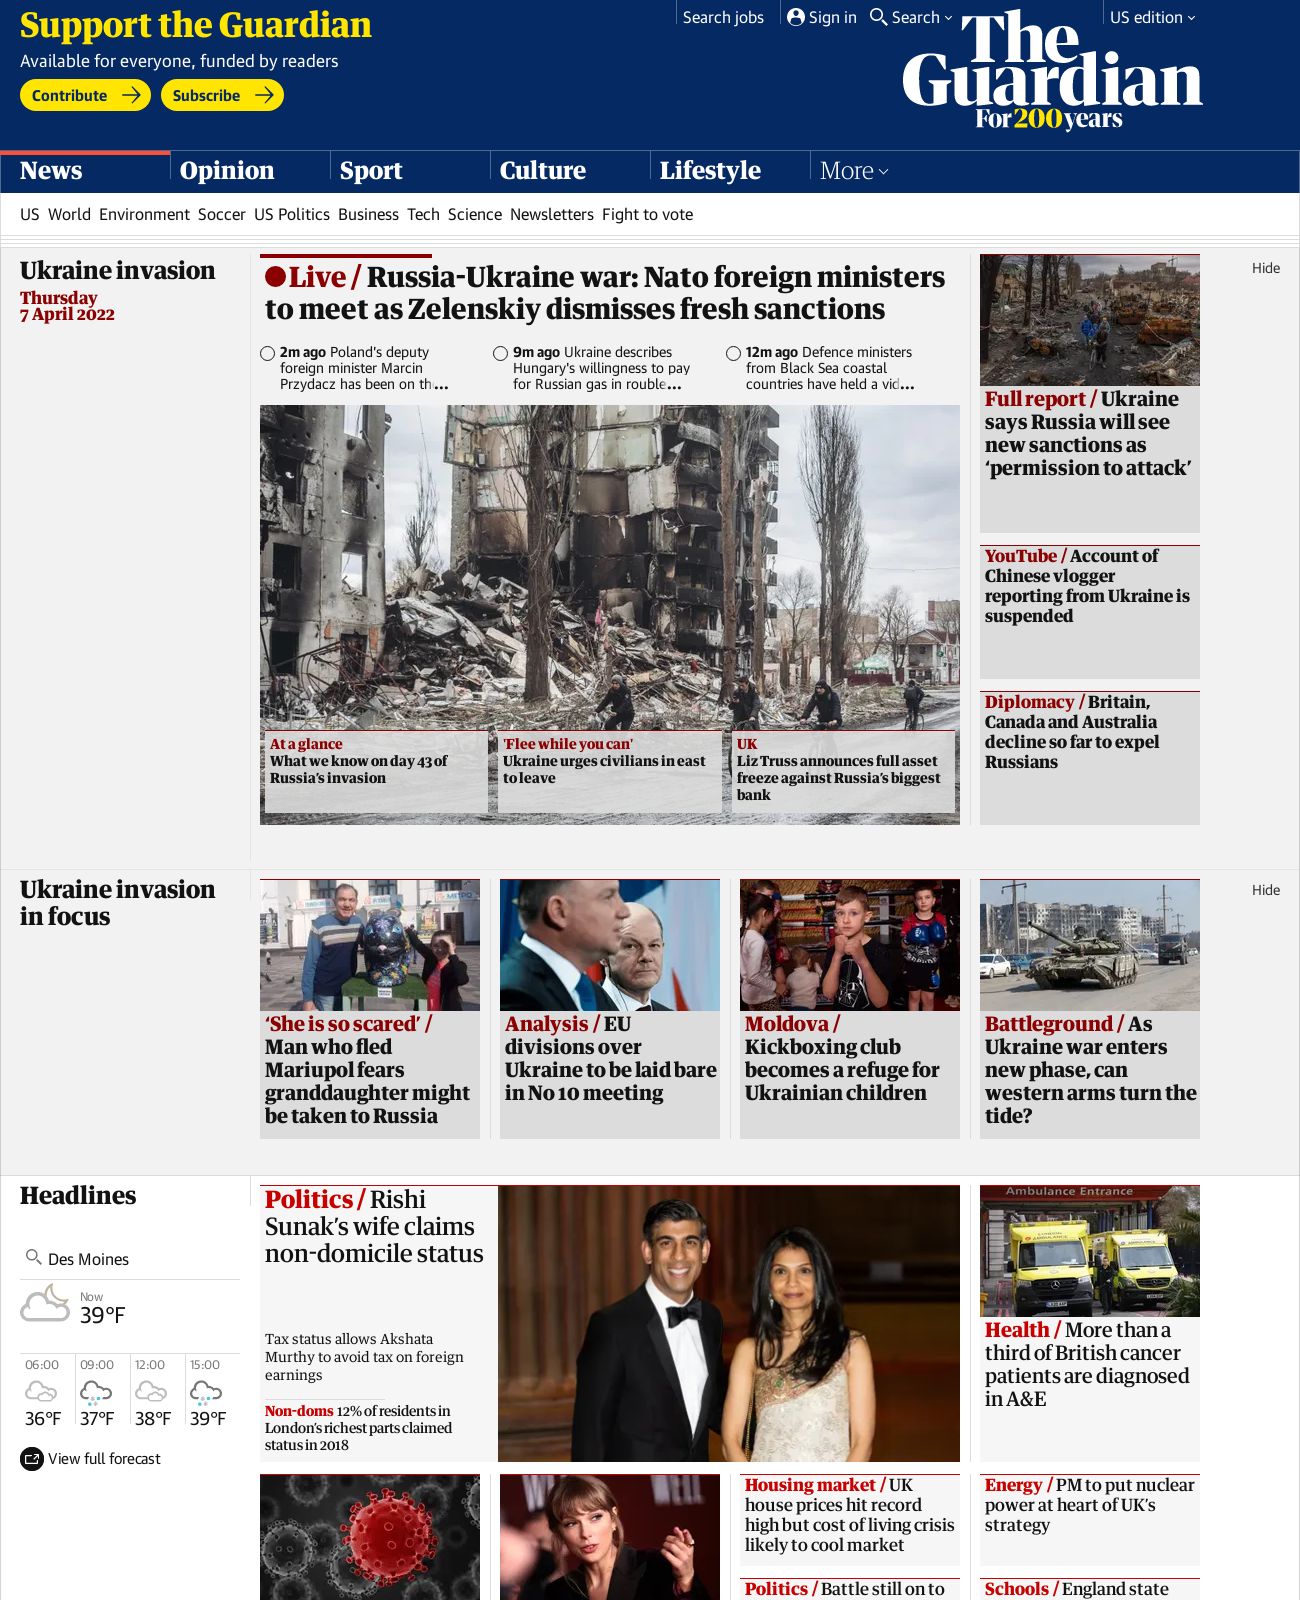 Support the Guardian
Available for everyone, funded by readers
Contribute
Subscribe
Search jobs
Sign in
Search
US edition
The
Guardian
For 200 years
News
Opinion
Sport
Culture
Lifestyle
More
US World Environment Soccer US Politics Business Tech Science Newsletters Fight to vote
Ukraine invasion
Thursday
7 April 2022
Hide
Live / Russia-Ukraine war: Nato foreign ministers
to meet as Zelenskiy dismisses fresh sanctions
2m ago Poland's deputy
foreign minister Marcin
Przydacz has been on th...
9m ago Ukraine describes
Hungary's willingness to pay
for Russian gas in rouble...
12m ago Defence ministers
from Black Sea coastal
countries have held a vid...
At a glance
What we know on day 43 of
Russia’s invasion
'Flee while you can'
Ukraine urges civilians in east
to leave
UK
Liz Truss announces full asset
freeze against Russia’s biggest
bank
Full report / Ukraine
says Russia will see
new sanctions as
‘permission to attack’
YouTube / Account of
Chinese vlogger
reporting from Ukraine is
suspended
Diplomacy / Britain,
Canada and Australia
decline so far to expel
Russians
Ukraine invasion
in focus
Hide
‘She is so scared’ /
Man who fled
Mariupol fears
granddaughter might
be taken to Russia
Analysis / EU
divisions over
Ukraine to be laid bare
in No 10 meeting
Moldova /
Kickboxing club
becomes a refuge for
Ukrainian children
Battleground / As
Ukraine war enters
new phase, can
western arms turn the
tide?
Headlines
Des Moines
Now
39°F
06:00 09:00 12:00 15:00
36°F 37°F 38°F 39°F
View full forecast
Politics / Rishi
Sunak’s wife claims
non-domicile status
Tax status allows Akshata
Murthy to avoid tax on foreign
earnings
Non-doms 12% of residents in
London’s richest parts claimed
status in 2018
Ambulance Entrance
Health / More than a
third of British cancer
patients are diagnosed
in A&E
Housing market / UK
house prices hit record
high but cost of living crisis
likely to cool market
Energy / PM to put nuclear
power at heart of UK’s
strategy
Politics / Battle still on to
Schools / England state